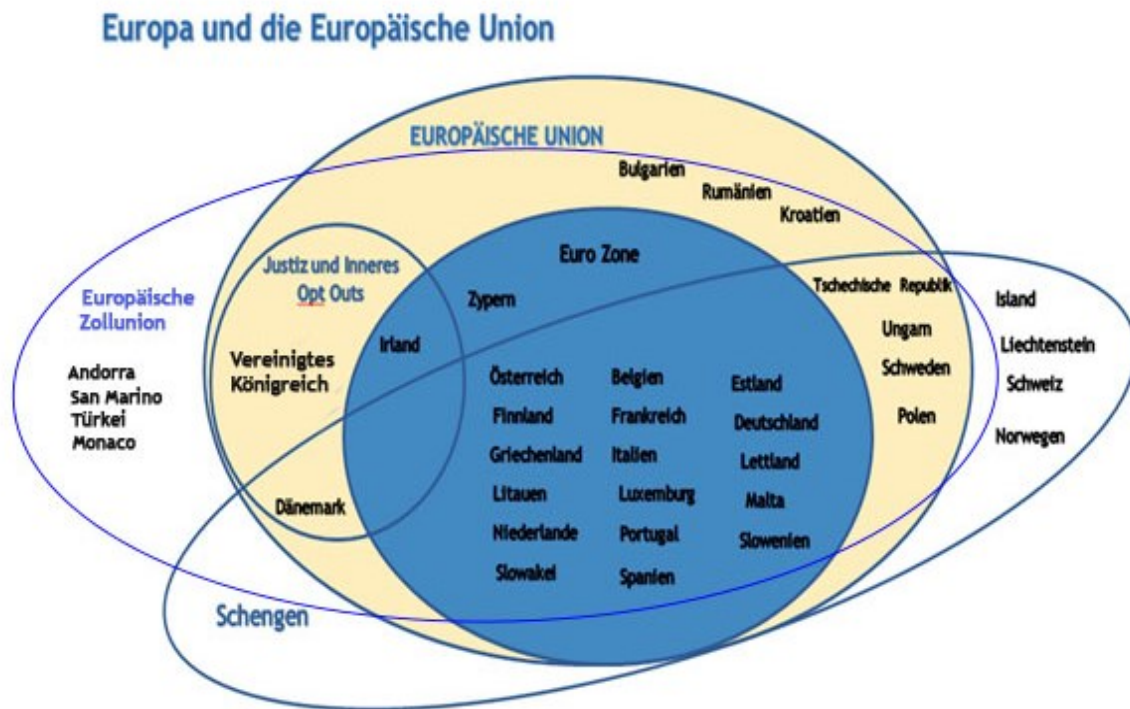 Europa und die Europäische Union
EUROPÄISCHE UNION
Bulgarien
Rumänien
Kroatien
Euro Zone
Justiz und Inneres
Opt Outs
Europäische
Zollunion
Andorra
San Marino
Türkei
Monaco
Vereinigtes
Königreich
Irland
Dänemark
Zypern
Österreich Belgien Estland
Finnland Frankreich Deutschland
Griechenland Italien Lettland
Litauen Luxemburg Malta
Niederlande Portugal Slowenien
Slowakei Spanien
Tschechische Republik
Ungarn
Schweden
Polen
Island
Liechtenstein
Schweiz
Norwegen
Schengen